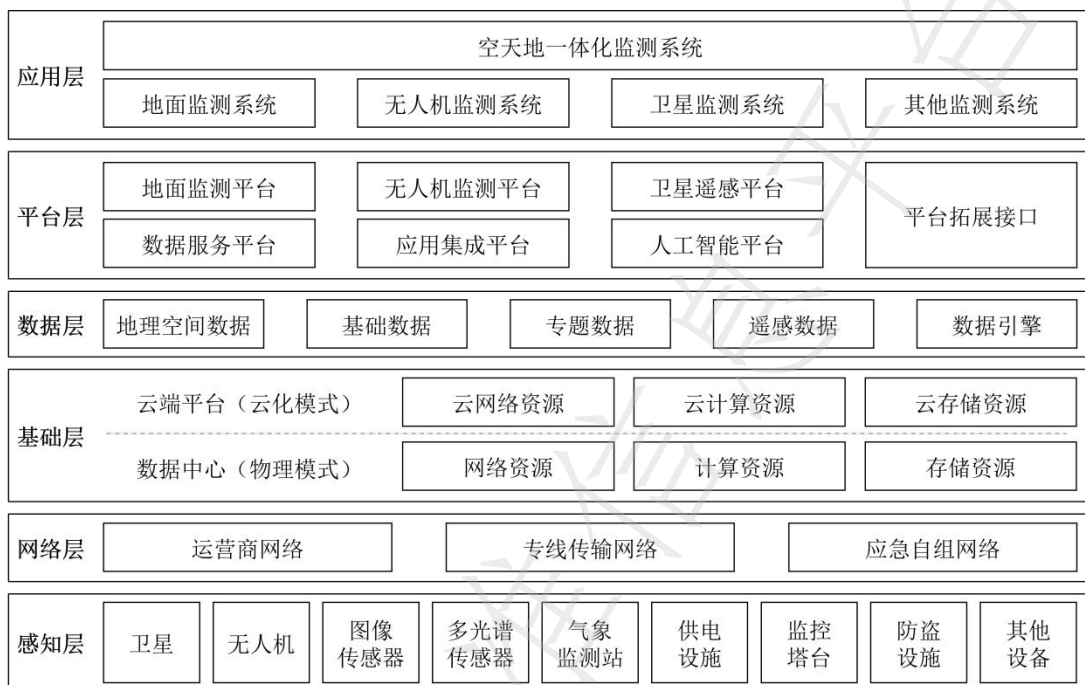 空天地一体化监测系统
应用层
地面监测系统 无人机监测系统 卫星监测系统 其他监测系统
地面监测平台 无人机监测平台 卫星遥感平台
平台层 平台拓展接口
数据服务平台 应用集成平台 人工智能平台
数据层 地理空间数据 基础数据 专题数据 遥感数据 数据引擎
云端平台（云化模式） 云网络资源 云计算资源 云存储资源
基础层
数据中心（物理模式） 网络资源 计算资源 存储资源
网络层 运营商网络 专线传输网络 应急自组网络
感知层 卫星 无人机
图像
传感器
多光谱
传感器
气象
监测站
供电
设施
监控
塔台
防盗
设施
其他
设备
准信息平台